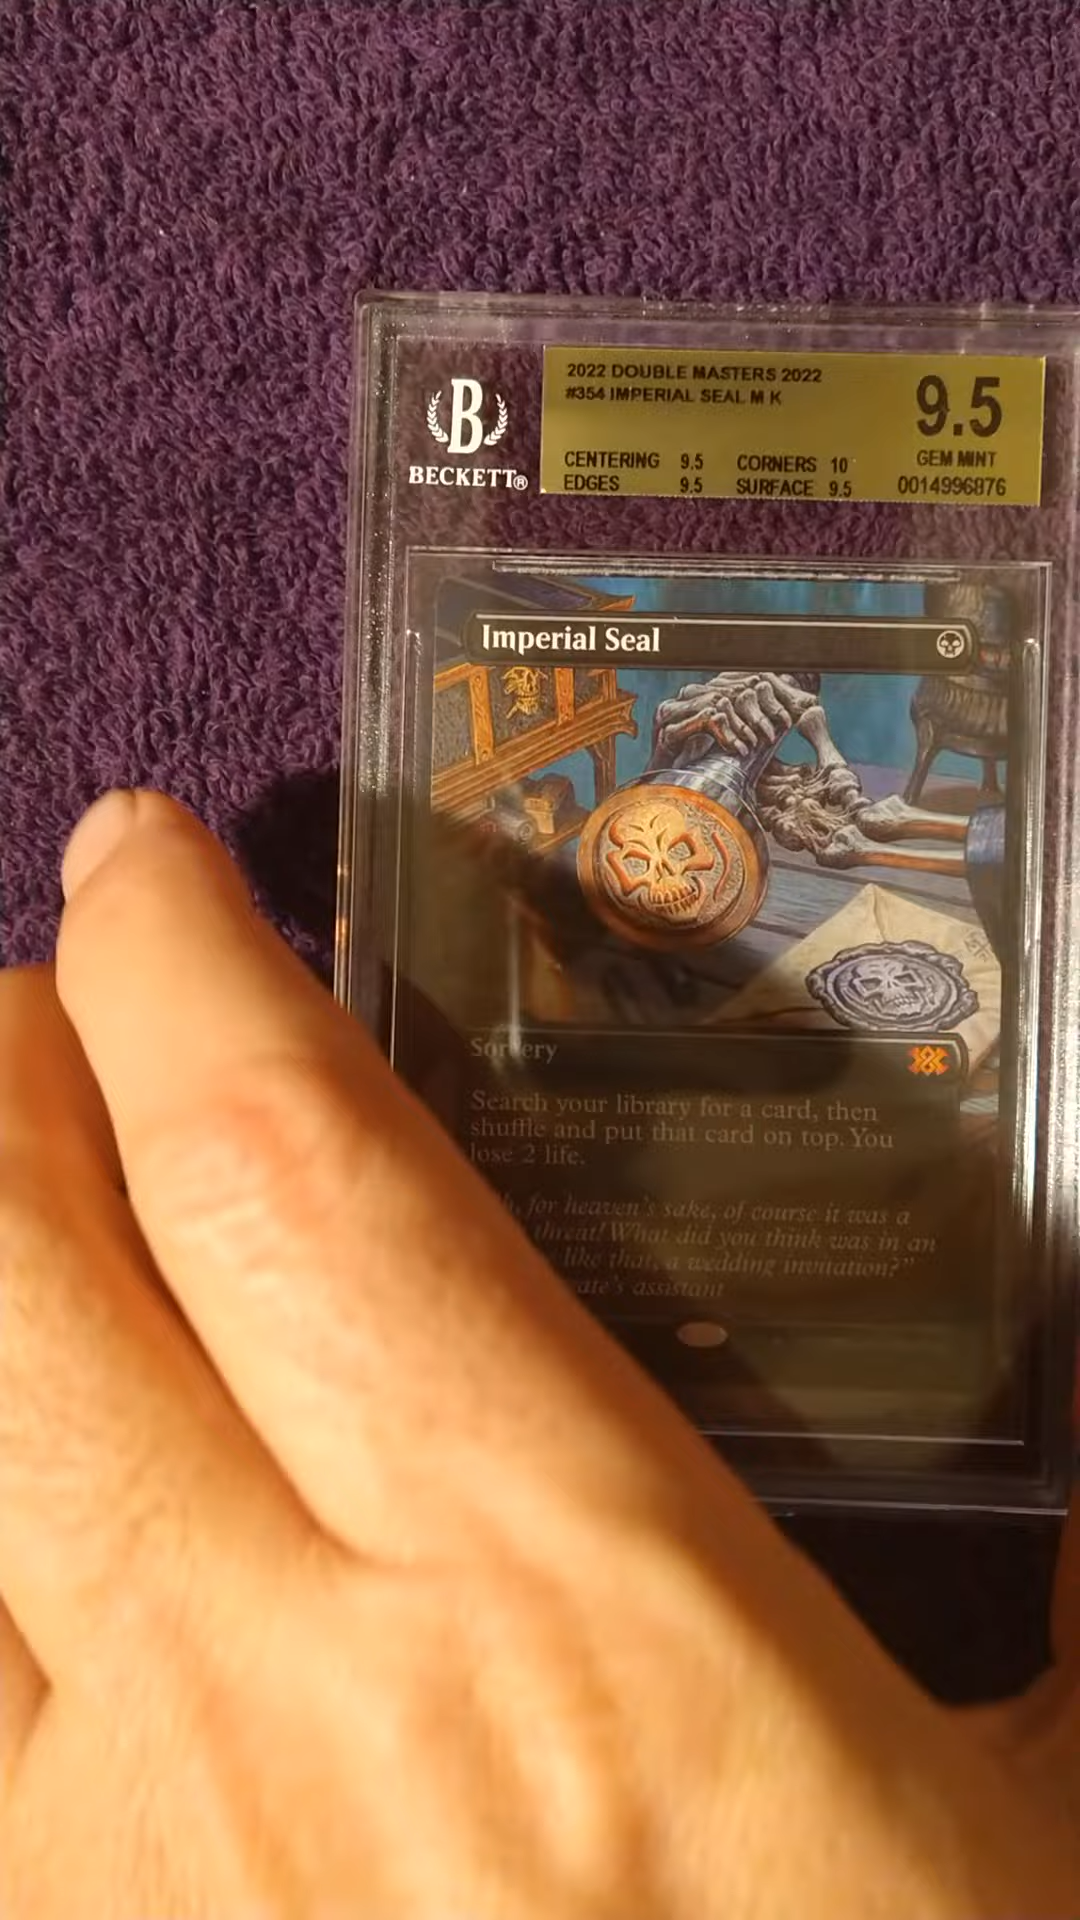 2022 DOUBLE MASTERS 2022
#354 IMPERIAL SEAL M K
9.5
CENTERING 9.5 CORNERS 10
GEM MINT
EDGES 9.5 SURFACE 9.5
0014996876
B
BECKETT®
Imperial Seal
Sorcery
Search your library for a card, then
shuffle and put that card on top. You
lose 2 life.
for heaven's sake, of course it was a
threat! What did you think was in an
like that, a wedding invitation?"
assistant